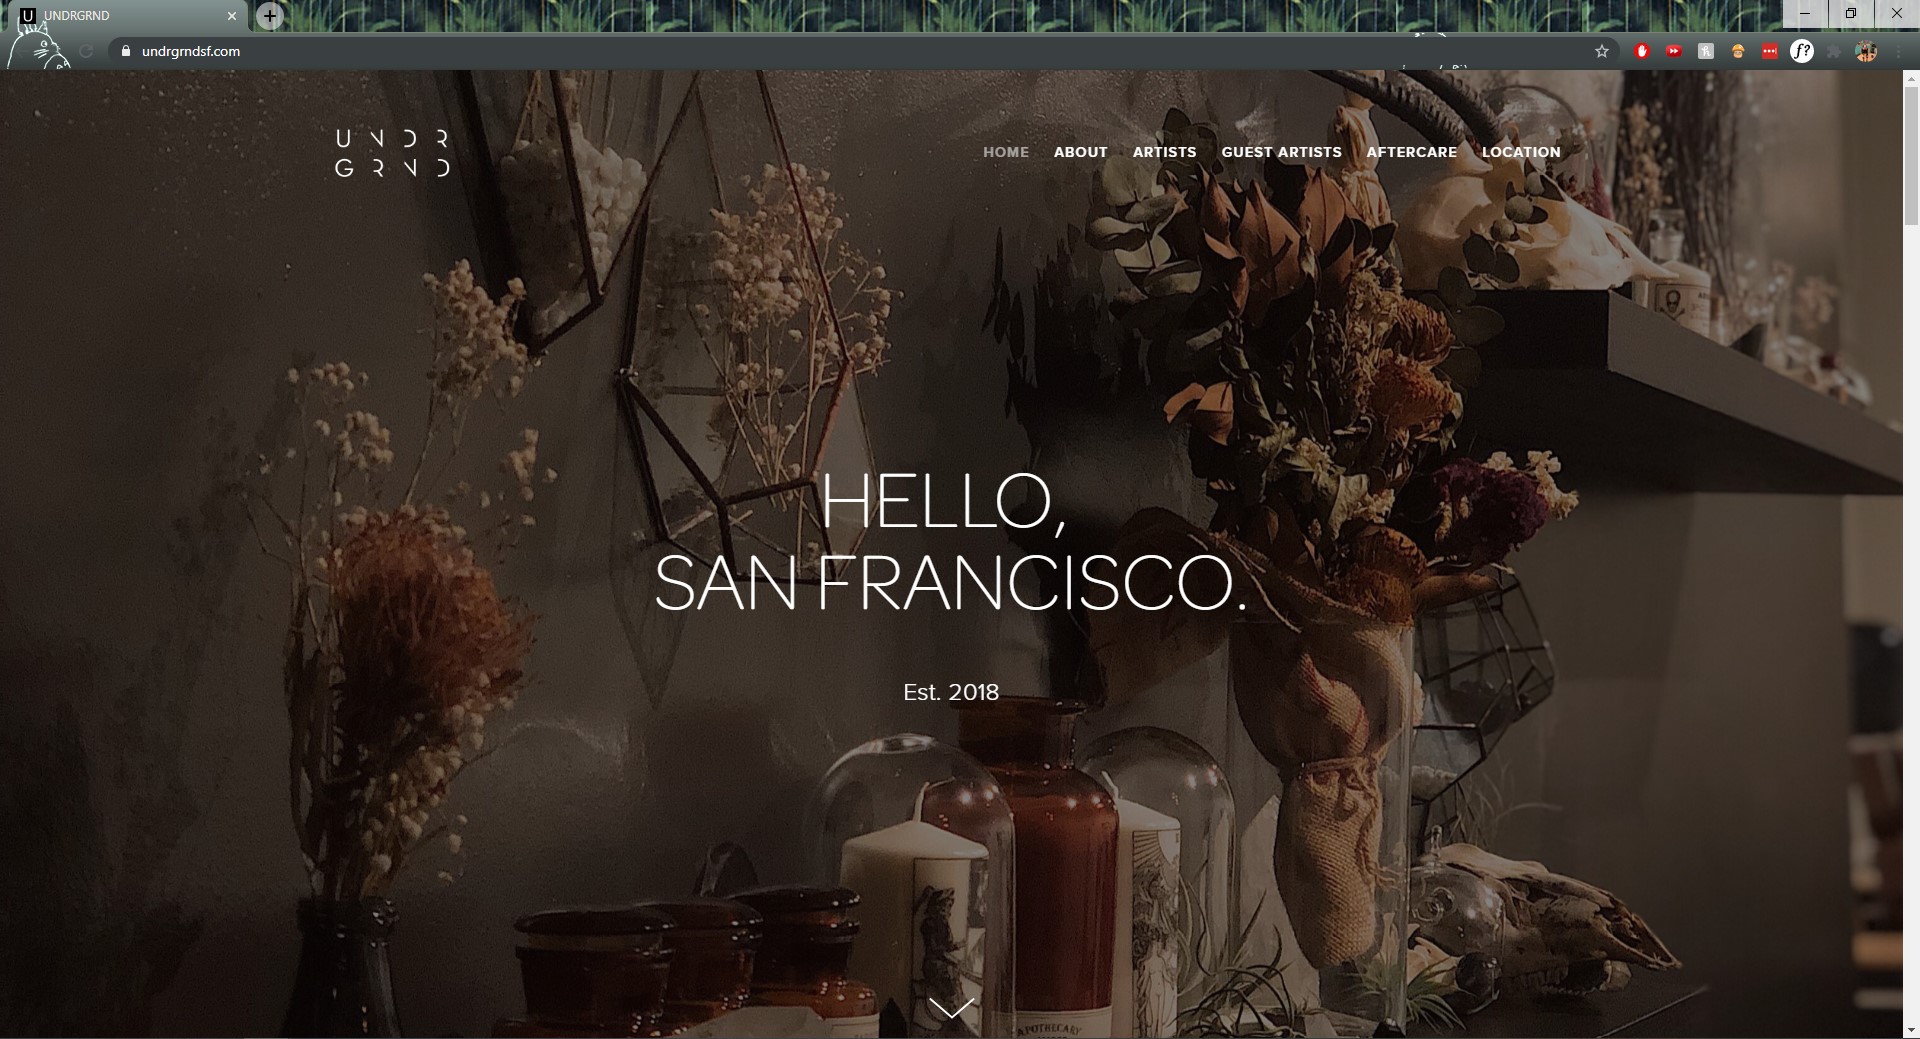 UNDRGRND
undrgrndsf.com
f?
UNDR
GRND
HOME ABOUT ARTISTS GUEST ARTISTS AFTERCARE LOCATION
HELLO,
SAN FRANCISCO.
Est. 2018
APOTHECARY